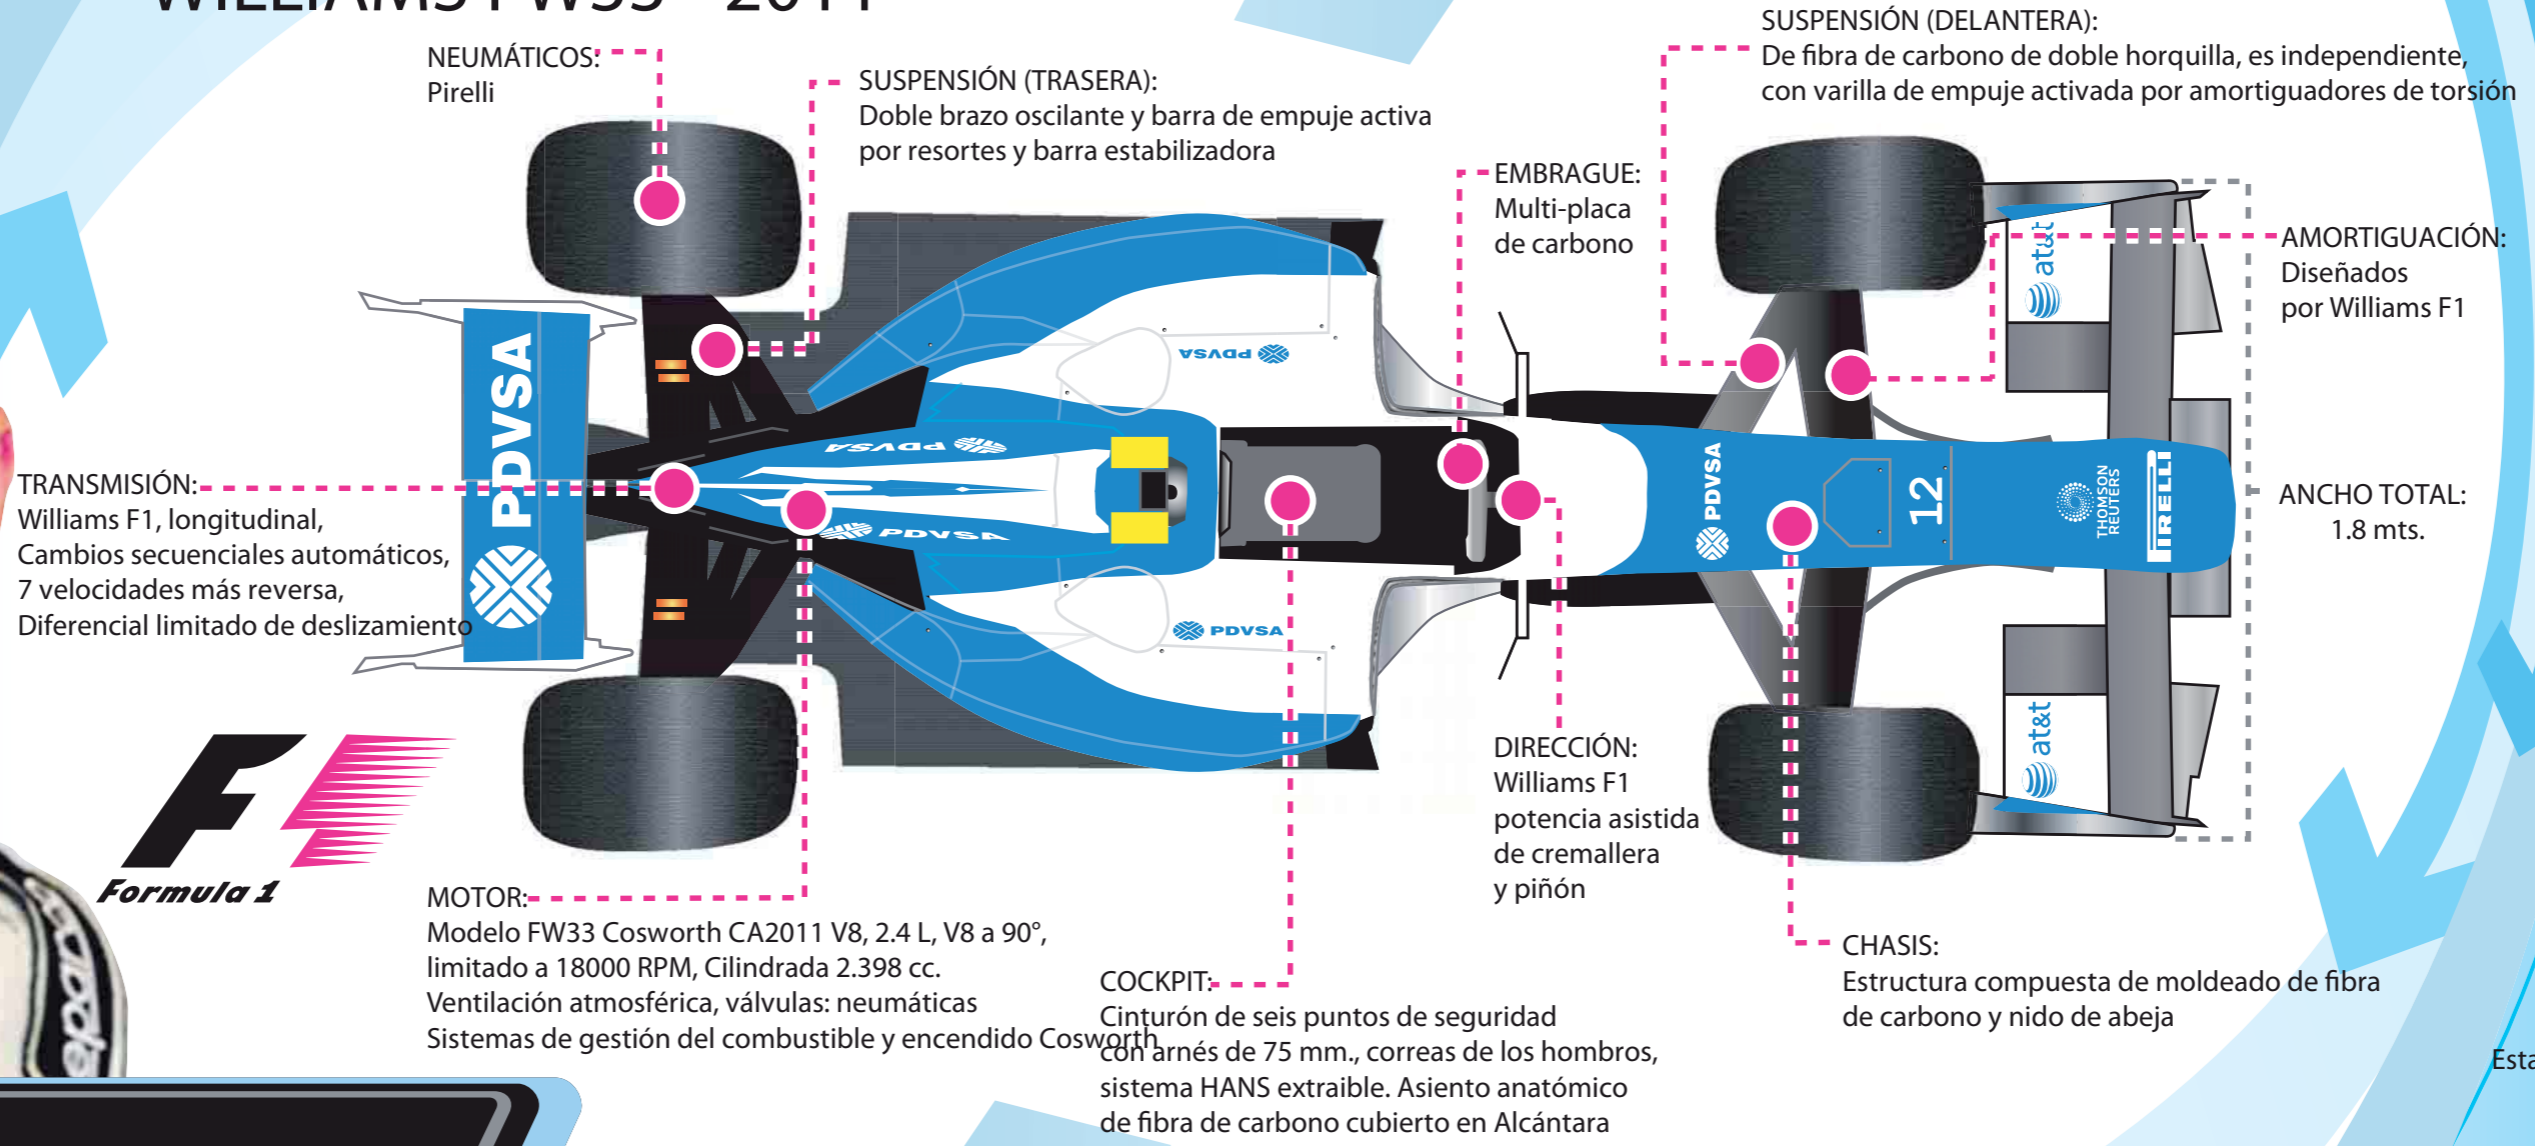 WILLIAMS FW33 - 2011
NEUMÁTICOS:
Pirelli
SUSPENSIÓN (TRASERA):
Doble brazo oscilante y barra de empuje activa
por resortes y barra estabilizadora
SUSPENSIÓN (DELANTERA):
De fibra de carbono de doble horquilla, es independiente,
con varilla de empuje activada por amortiguadores de torsión
EMBRAGUE:
Multi-placa
de carbono
AMORTIGUACIÓN:
Diseñados
por Williams F1
TRANSMISIÓN:
Williams F1, longitudinal,
Cambios secuenciales automáticos,
7 velocidades más reversa,
Diferencial limitado de deslizamiento
ANCHO TOTAL:
1.8 mts.
PDVSA
PDVSA
PDVSA
PDVSA
PDVSA
PDVSA
12
THOMSON
REUTERS
PIRELLI
at&t
at&t
F1
Formula 1
DIRECCIÓN:
Williams F1
potencia asistida
de cremallera
y piñón
MOTOR:
Modelo FW33 Cosworth CA2011 V8, 2.4 L, V8 a 90°,
limitado a 18000 RPM, Cilindrada 2.398 cc.
Ventilación atmosférica, válvulas: neumáticas
Sistemas de gestión del combustible y encendido Cosworth
COCKPIT:
Cinturón de seis puntos de seguridad
con arnés de 75 mm., correas de los hombros,
sistema HANS extraible. Asiento anatómico
de fibra de carbono cubierto en Alcántara
CHASIS:
Estructura compuesta de moldeado de fibra
de carbono y nido de abeja
Esta